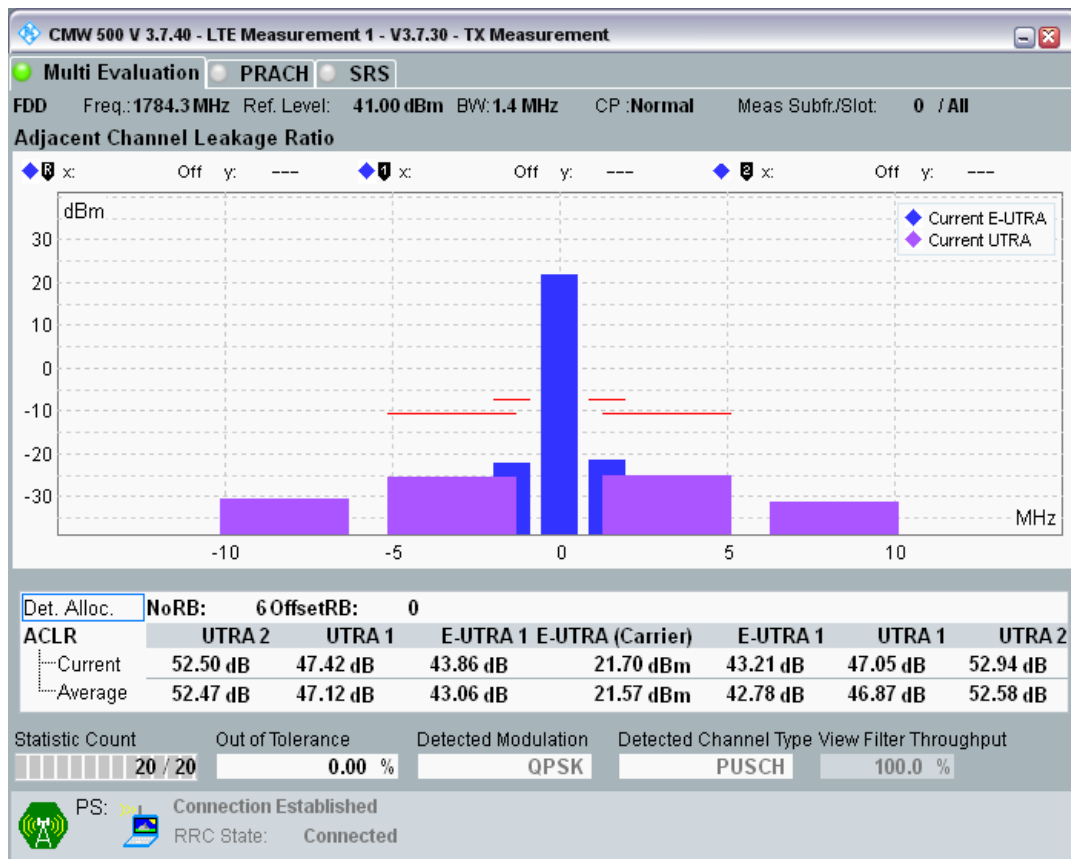 CMW 500 V 3.7.40 - LTE Measurement 1 - V3.7.30 - TX Measurement
Multi Evaluation PRACH SRS
FDD Freq.: 1784.3 MHz Ref. Level: 41.00 dBm BW: 1.4 MHz CP : Normal Meas Subfr./Slot: 0 / All
Adjacent Channel Leakage Ratio
R x: Off y: --- 1 x: Off y: --- 2 x: Off y: ---
dBm
Current E-UTRA
Current UTRA
30
20
10
0
-10
-20
-30
MHz
-10 -5 0 5 10
Det. Alloc. NoRB: 6 OffsetRB: 0
ACLR UTRA 2 UTRA 1 E-UTRA 1 E-UTRA (Carrier) E-UTRA 1 UTRA 1 UTRA 2
Current 52.50 dB 47.42 dB 43.86 dB 21.70 dBm 43.21 dB 47.05 dB 52.94 dB
Average 52.47 dB 47.12 dB 43.06 dB 21.57 dBm 42.78 dB 46.87 dB 52.58 dB
Statistic Count Out of Tolerance Detected Modulation Detected Channel Type View Filter Throughput
20 / 20 0.00 % QPSK PUSCH 100.0 %
PS: Connection Established
RRC State: Connected